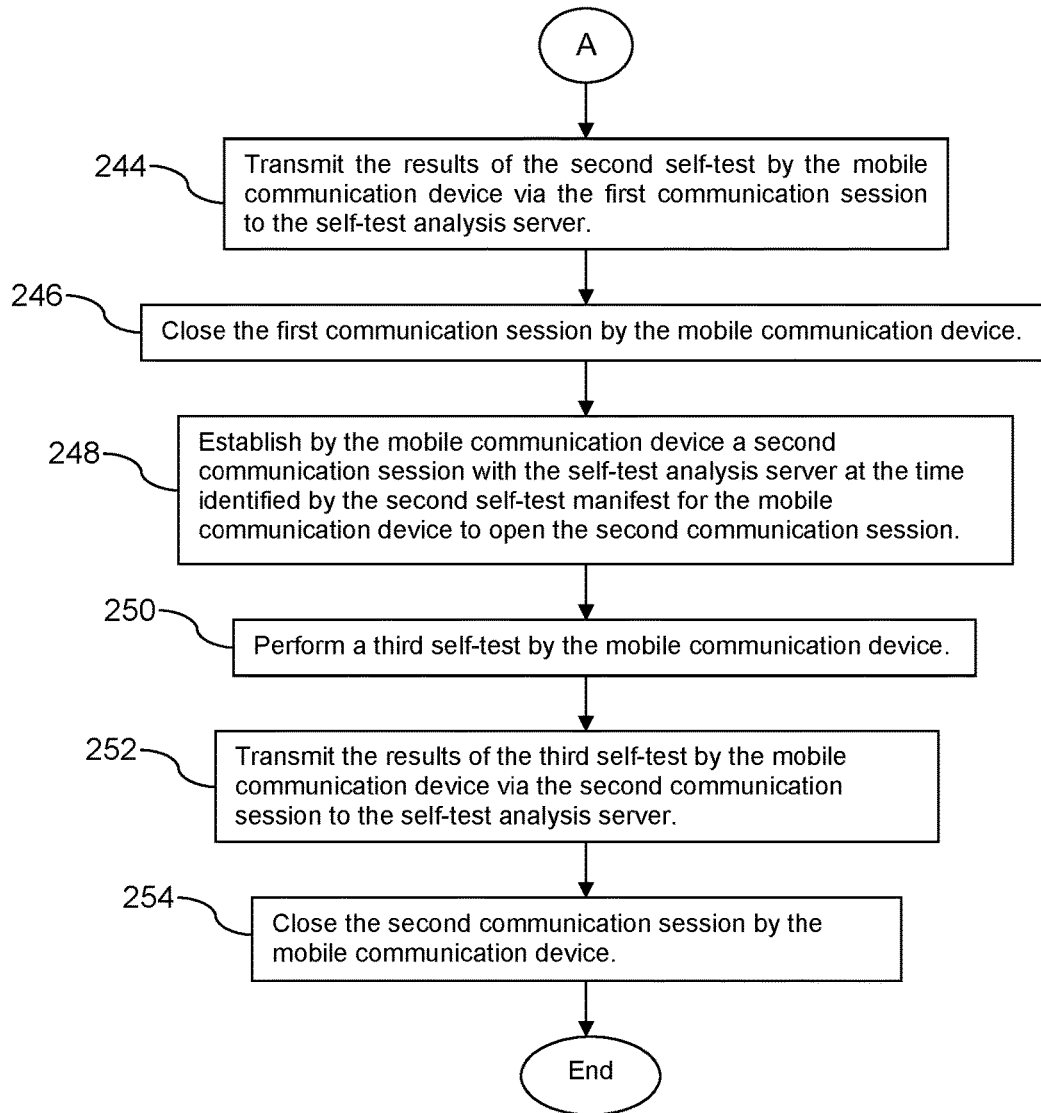 A
244
Transmit the results of the second self-test by the mobile
communication device via the first communication session
to the self-test analysis server.
246
Close the first communication session by the mobile communication device.
248
Establish by the mobile communication device a second
communication session with the self-test analysis server at the time
identified by the second self-test manifest for the mobile
communication device to open the second communication session.
250
Perform a third self-test by the mobile communication device.
252
Transmit the results of the third self-test by the mobile
communication device via the second communication
session to the self-test analysis server.
254
Close the second communication session by the
mobile communication device.
End